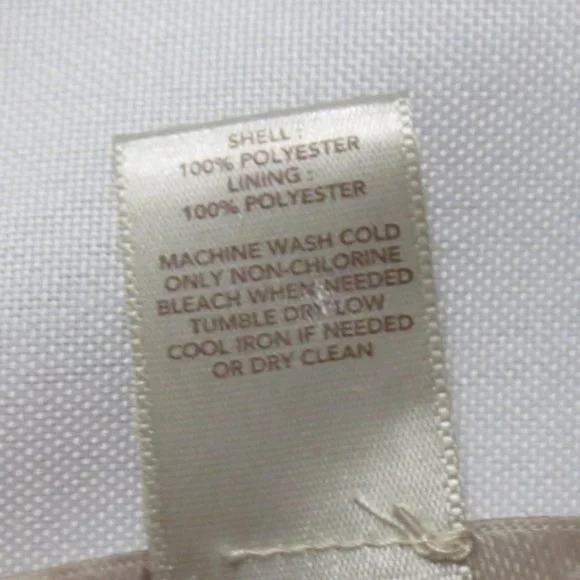 SHELL :
100% POLYESTER
LINING :
100% POLYESTER
MACHINE WASH COLD
ONLY NON-CHLORINE
BLEACH WHEN NEEDED
TUMBLE DRY LOW
COOL IRON IF NEEDED
OR DRY CLEAN